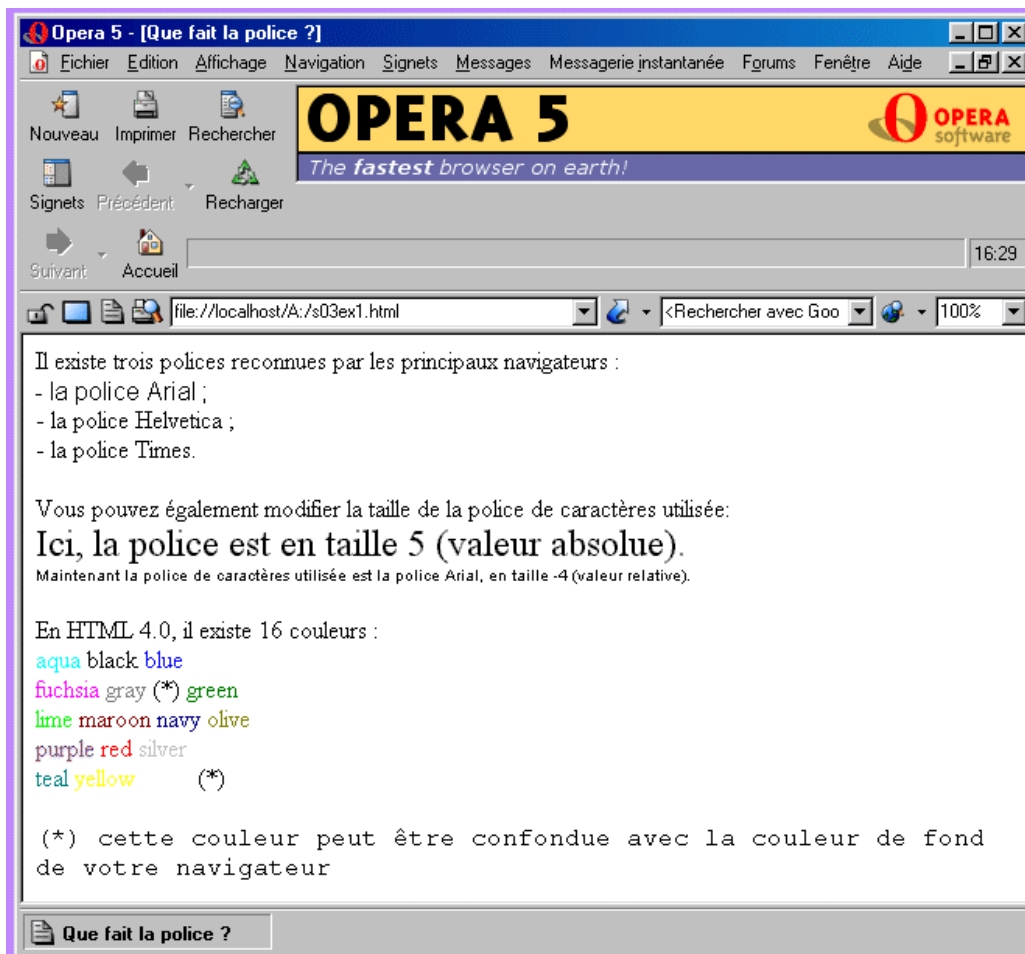 Opera 5 - [Que fait la police ?]
Fichier Edition Affichage Navigation Signets Messages Messagerie instantanée Forums Fenêtre Aide
Nouveau Imprimer Rechercher
OPERA 5
OPERA software
The fastest browser on earth!
Signets Précédent Recharger
Suivant Accueil
16:29
file://localhost/A:/s03ex1.html <Rechercher avec Goo 100%
Il existe trois polices reconnues par les principaux navigateurs :
- la police Arial ;
- la police Helvetica ;
- la police Times.
Vous pouvez également modifier la taille de la police de caractères utilisée:
Ici, la police est en taille 5 (valeur absolue).
Maintenant la police de caractères utilisée est la police Arial, en taille -4 (valeur relative).
En HTML 4.0, il existe 16 couleurs :
aqua black blue
fuchsia gray (*) green
lime maroon navy olive
purple red silver
teal yellow (*)
(*) cette couleur peut être confondue avec la couleur de fond
de votre navigateur
Que fait la police ?